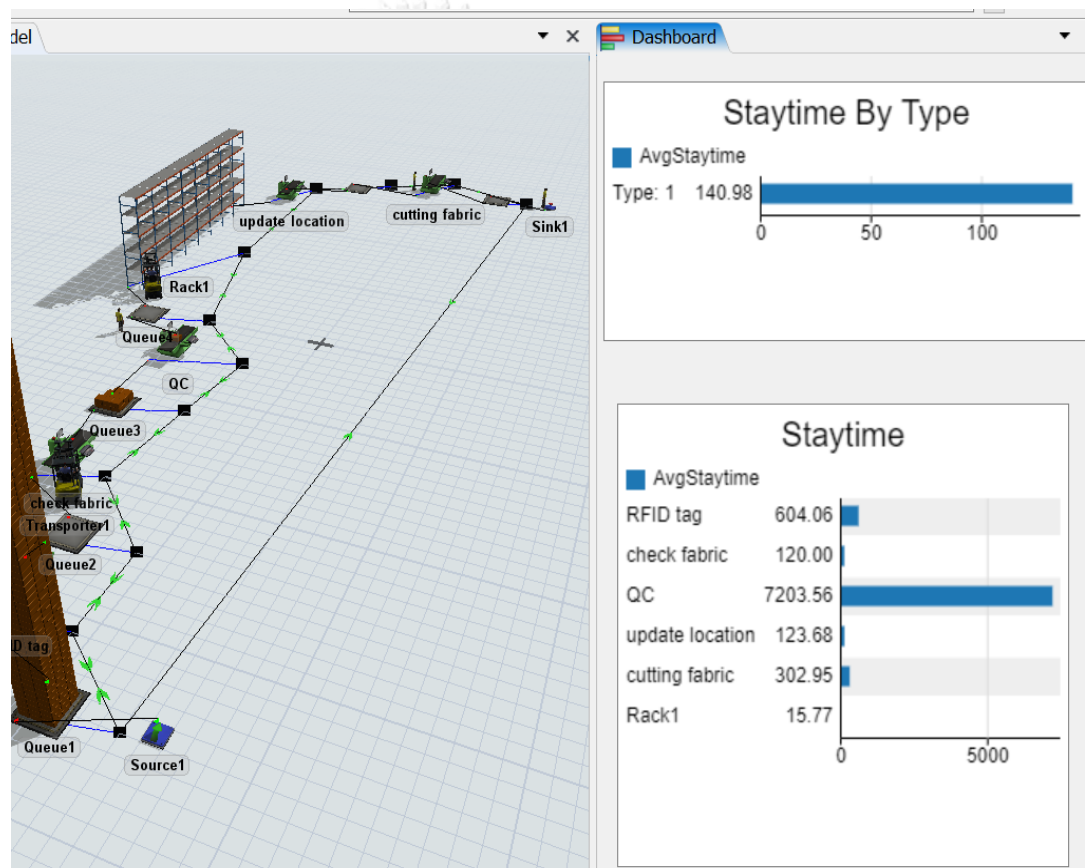 del
Dashboard
update location
cutting fabric
Sink1
Rack1
Queue4
QC
Queue3
check fabric
Transporter1
Queue2
D tag
Queue1
Source1
Staytime By Type
AvgStaytime
Type: 1 140.98
0 50 100
Staytime
AvgStaytime
RFID tag 604.06
check fabric 120.00
QC 7203.56
update location 123.68
cutting fabric 302.95
Rack1 15.77
0 5000